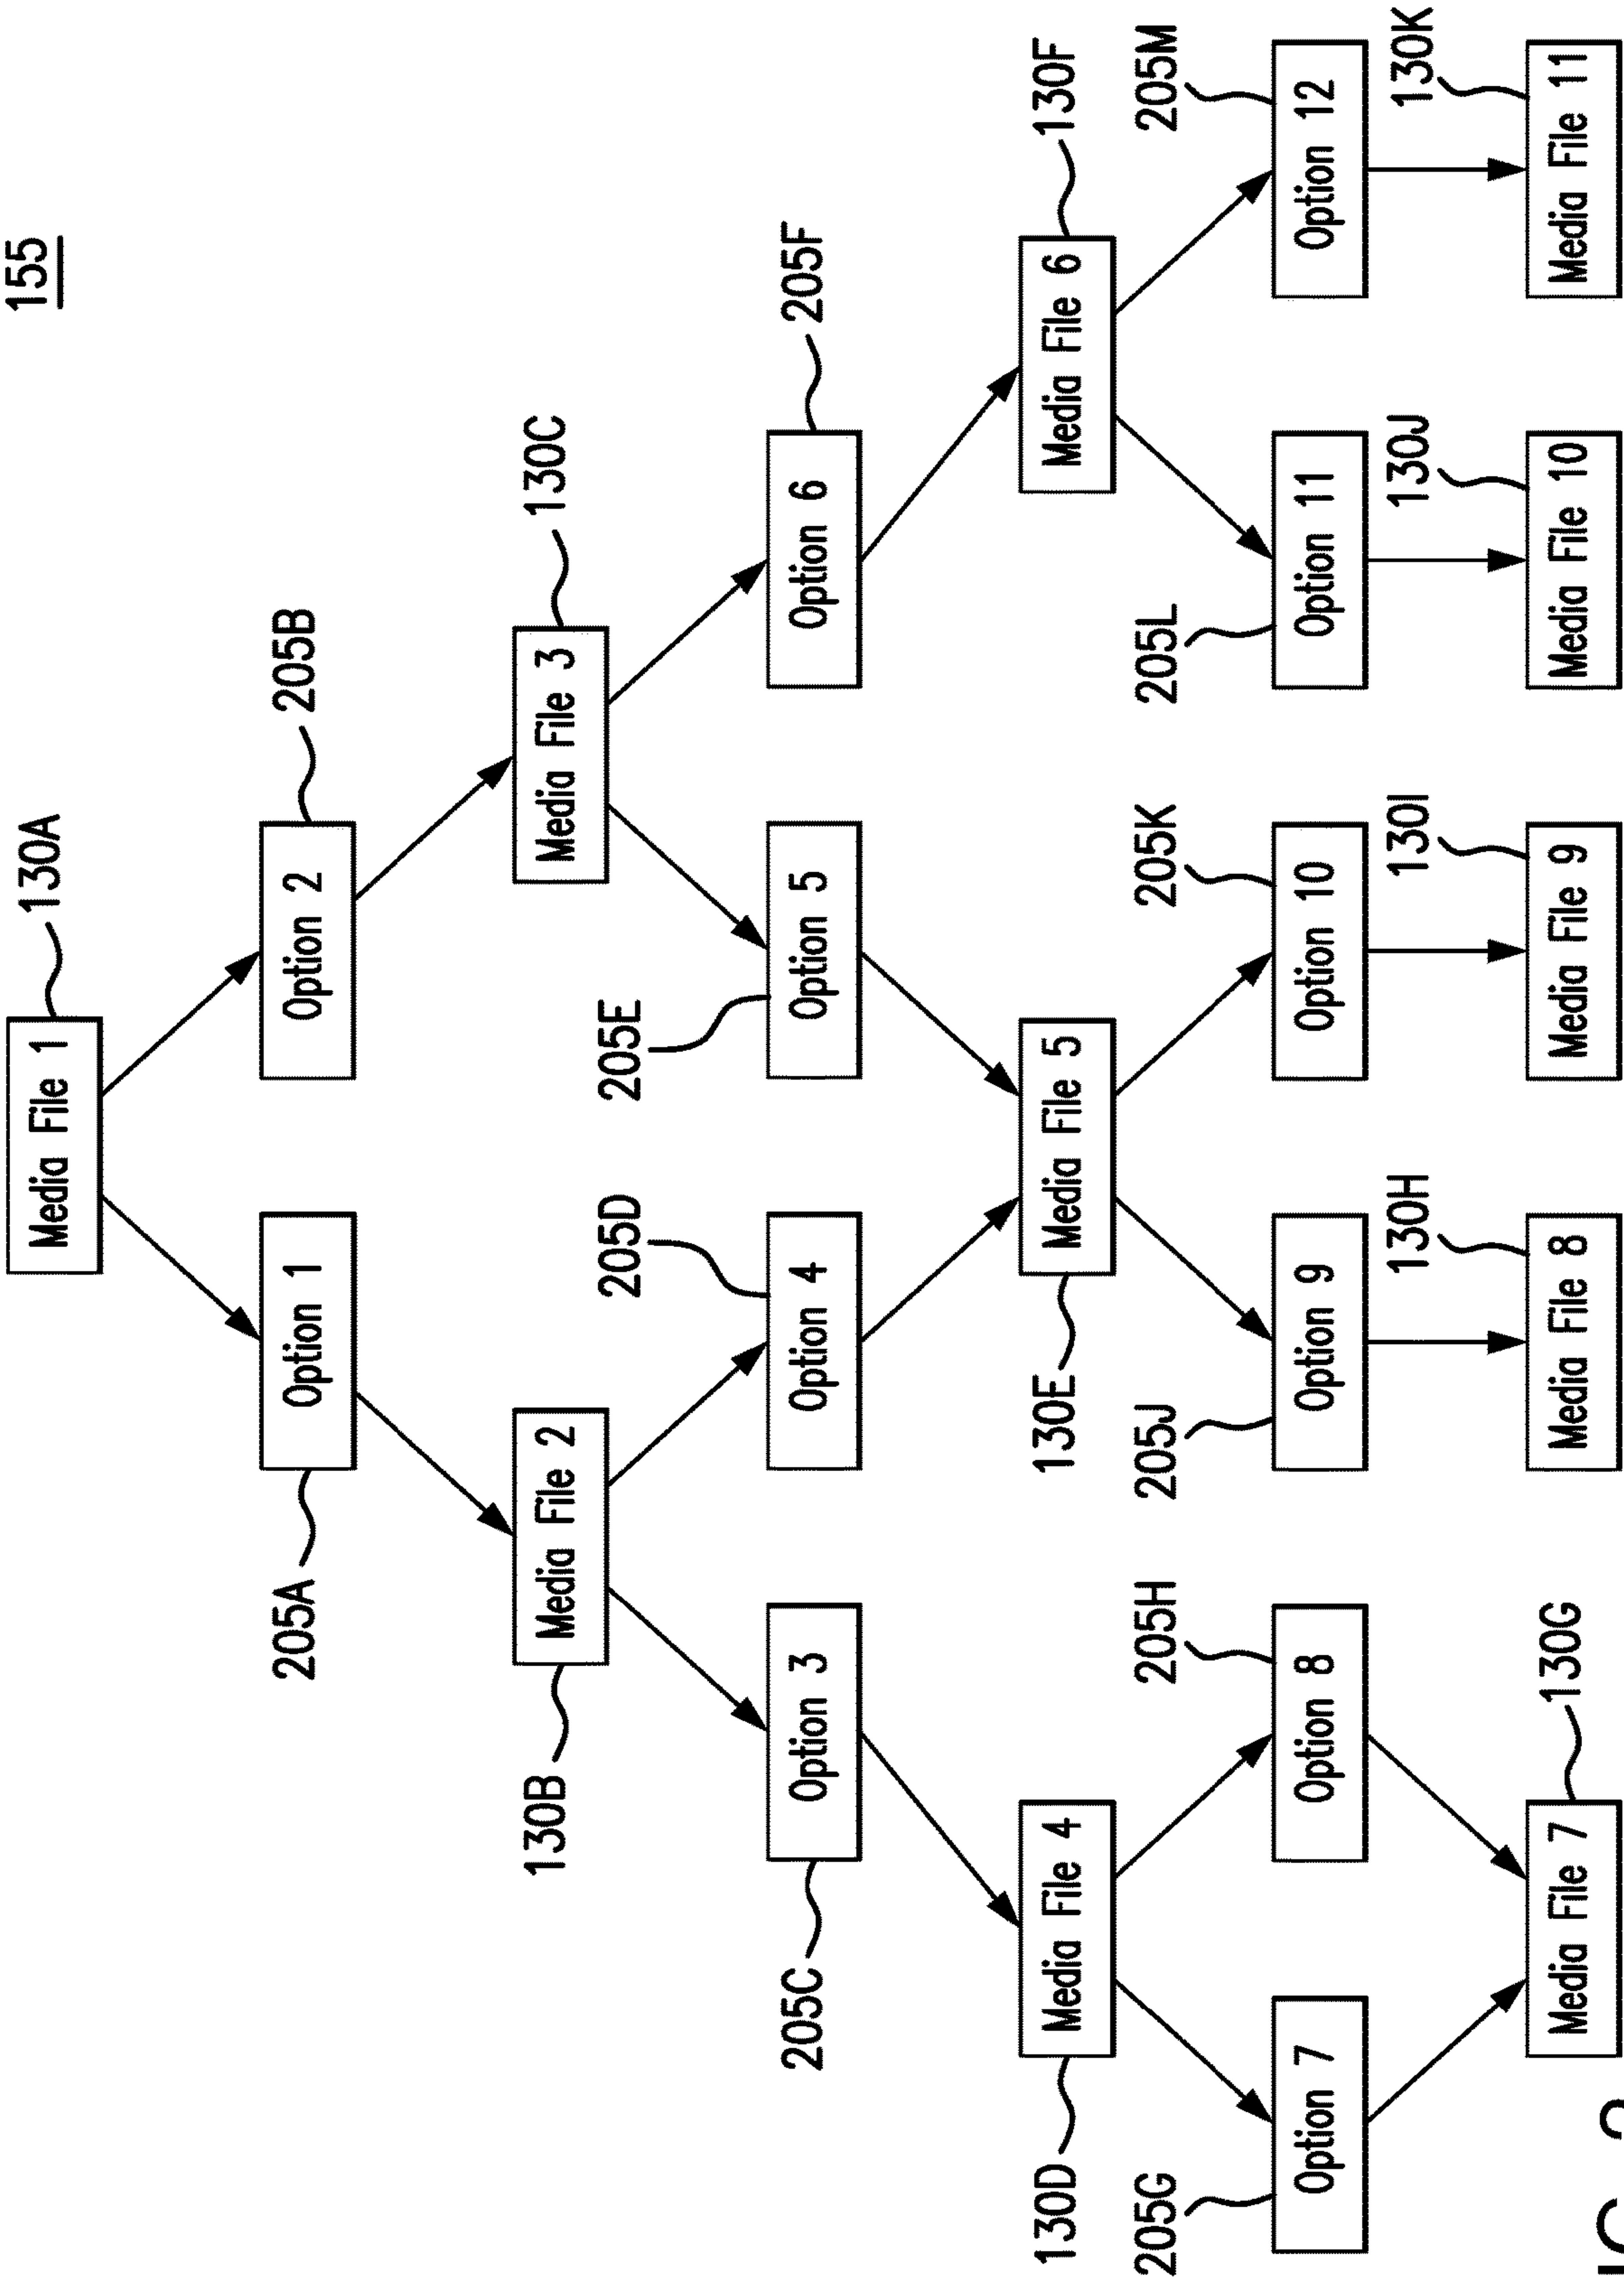 155
Media File 1
130A
205A
Option 1
Option 2
205B
130B
Media File 2
Media File 3
130C
205C
Option 3
205D
Option 4
205E
Option 5
Option 6
205F
130D
Media File 4
130E
Media File 5
Media File 6
130F
205G
Option 7
205H
Option 8
205J
Option 9
205K
Option 10
205L
Option 11
205M
Option 12
130G
Media File 7
130H
Media File 8
130I
Media File 9
130J
Media File 10
130K
Media File 11